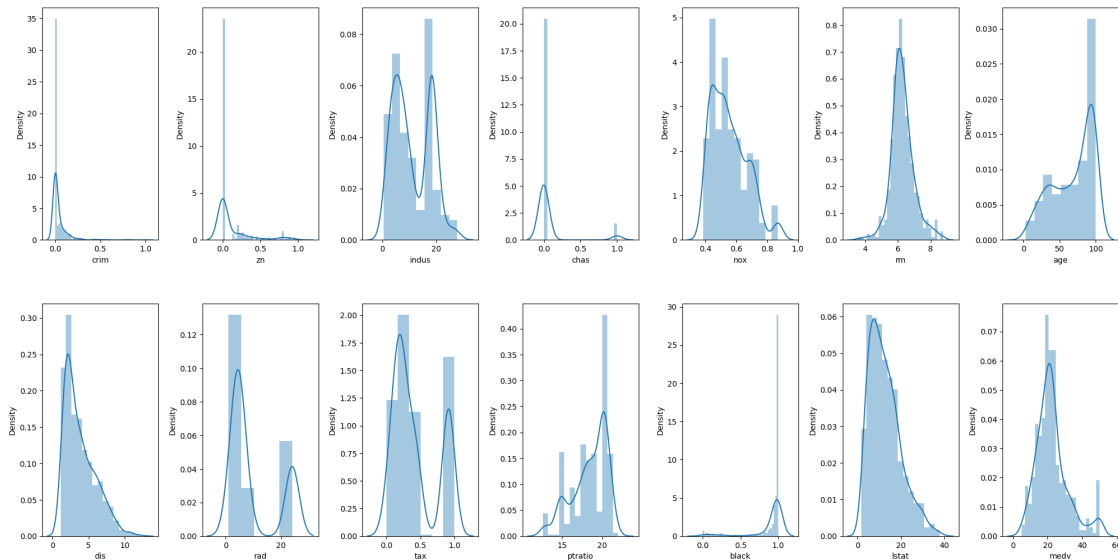 35
30
25
20
15
10
5
0
Density
0.0 0.5 1.0
crim
20
15
10
5
0
Density
0.0 0.5 1.0
zn
0.08
0.06
0.04
0.02
0.00
Density
0 20
indus
20.0
17.5
15.0
12.5
10.0
7.5
5.0
2.5
0.0
Density
0.0 0.5 1.0
chas
5
4
3
2
1
0
Density
0.4 0.6 0.8 1.0
nox
0.8
0.7
0.6
0.5
0.4
0.3
0.2
0.1
0.0
Density
4 6 8
rm
0.030
0.025
0.020
0.015
0.010
0.005
0.000
Density
0 50 100
age
0.30
0.25
0.20
0.15
0.10
0.05
0.00
Density
0 5 10
dis
0.12
0.10
0.08
0.06
0.04
0.02
0.00
Density
0 20
rad
2.00
1.75
1.50
1.25
1.00
0.75
0.50
0.25
0.00
Density
0.0 0.5 1.0
tax
0.40
0.35
0.30
0.25
0.20
0.15
0.10
0.05
0.00
Density
15 20
ptratio
30
25
20
15
10
5
0
Density
0.0 0.5 1.0
black
0.06
0.05
0.04
0.03
0.02
0.01
0.00
Density
0 20 40
lstat
0.07
0.06
0.05
0.04
0.03
0.02
0.01
0.00
Density
0 20 40 60
medv